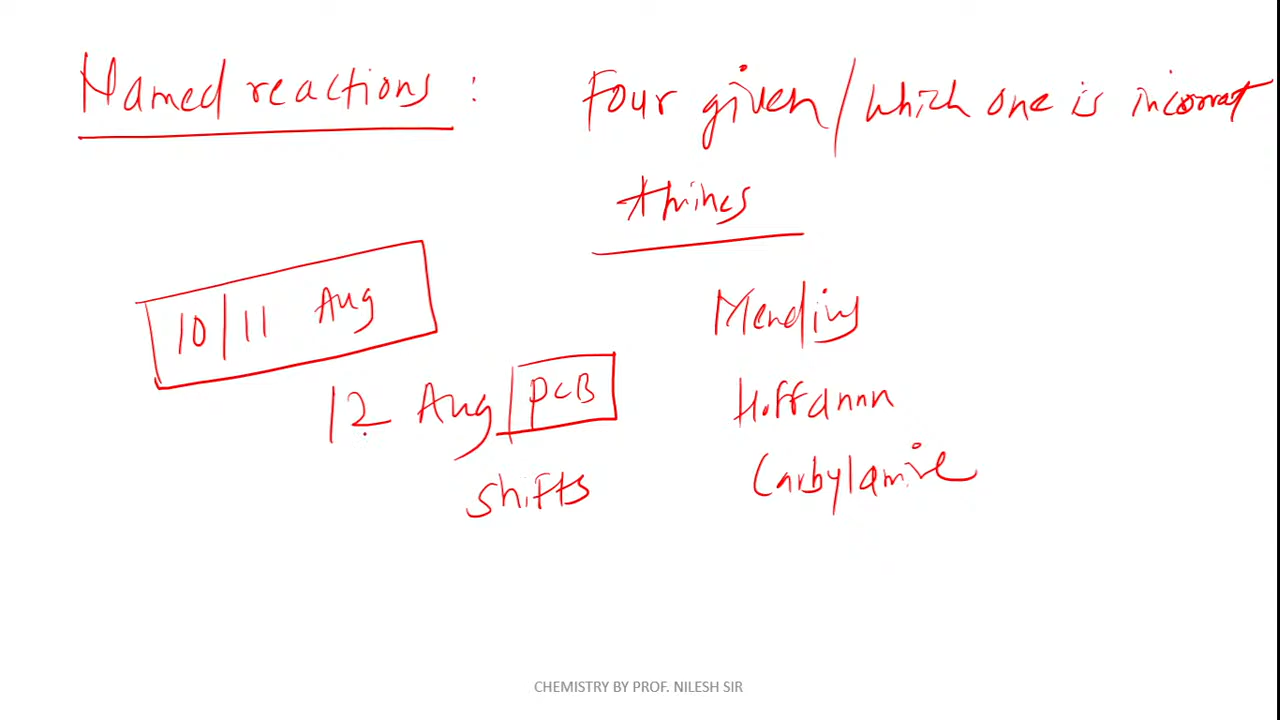 Named reactions : Four given / which one is incorrect
Amines
10/11 Aug
Mendius
12 Aug PCB
Hoffmann
shifts
Carbylamine
CHEMISTRY BY PROF. NILESH SIR